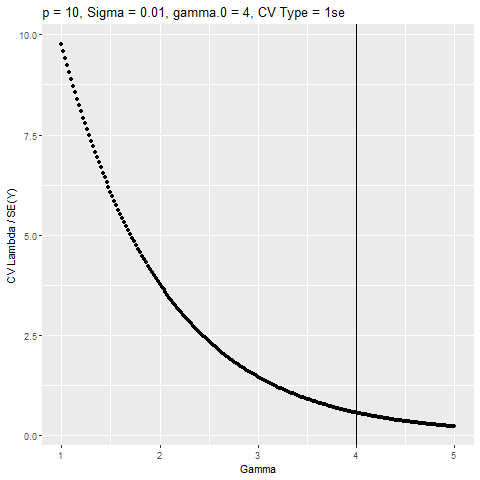 p = 10, Sigma = 0.01, gamma.0 = 4, CV Type = 1se
10.0
7.5
5.0
2.5
0.0
CV Lambda / SE(Y)
1 2 3 4 5
Gamma